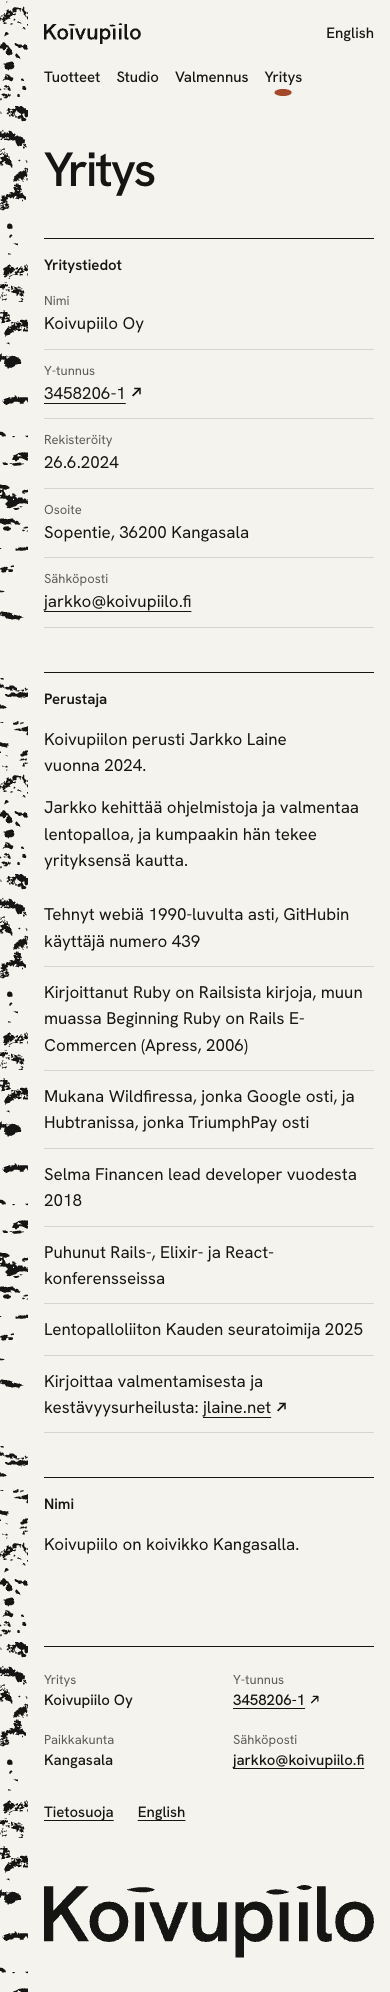 Koivupiilo
English
Tuotteet Studio Valmennus Yritys
Yritys
Yritystiedot
Nimi
Koivupiilo Oy
Y-tunnus
3458206-1 ↗
Rekisteröity
26.6.2024
Osoite
Sopentie, 36200 Kangasala
Sähköposti
jarkko@koivupiilo.fi
Perustaja
Koivupiilon perusti Jarkko Laine
vuonna 2024.
Jarkko kehittää ohjelmistoja ja valmentaa
lentopalloa, ja kumpaakin hän tekee
yrityksensä kautta.
Tehnyt webiä 1990-luvulta asti, GitHubin
käyttäjä numero 439
Kirjoittanut Ruby on Railsista kirjoja, muun
muassa Beginning Ruby on Rails E-
Commercen (Apress, 2006)
Mukana Wildfiressa, jonka Google osti, ja
Hubtranissa, jonka TriumphPay osti
Selma Financen lead developer vuodesta
2018
Puhunut Rails-, Elixir- ja React-
konferensseissa
Lentopalloliiton Kauden seuratoimija 2025
Kirjoittaa valmentamisesta ja
kestävyysurheilusta: jlaine.net ↗
Nimi
Koivupiilo on koivikko Kangasalla.
Yritys
Koivupiilo Oy
Y-tunnus
3458206-1 ↗
Paikkakunta
Kangasala
Sähköposti
jarkko@koivupiilo.fi
Tietosuoja English
Koivupiilo